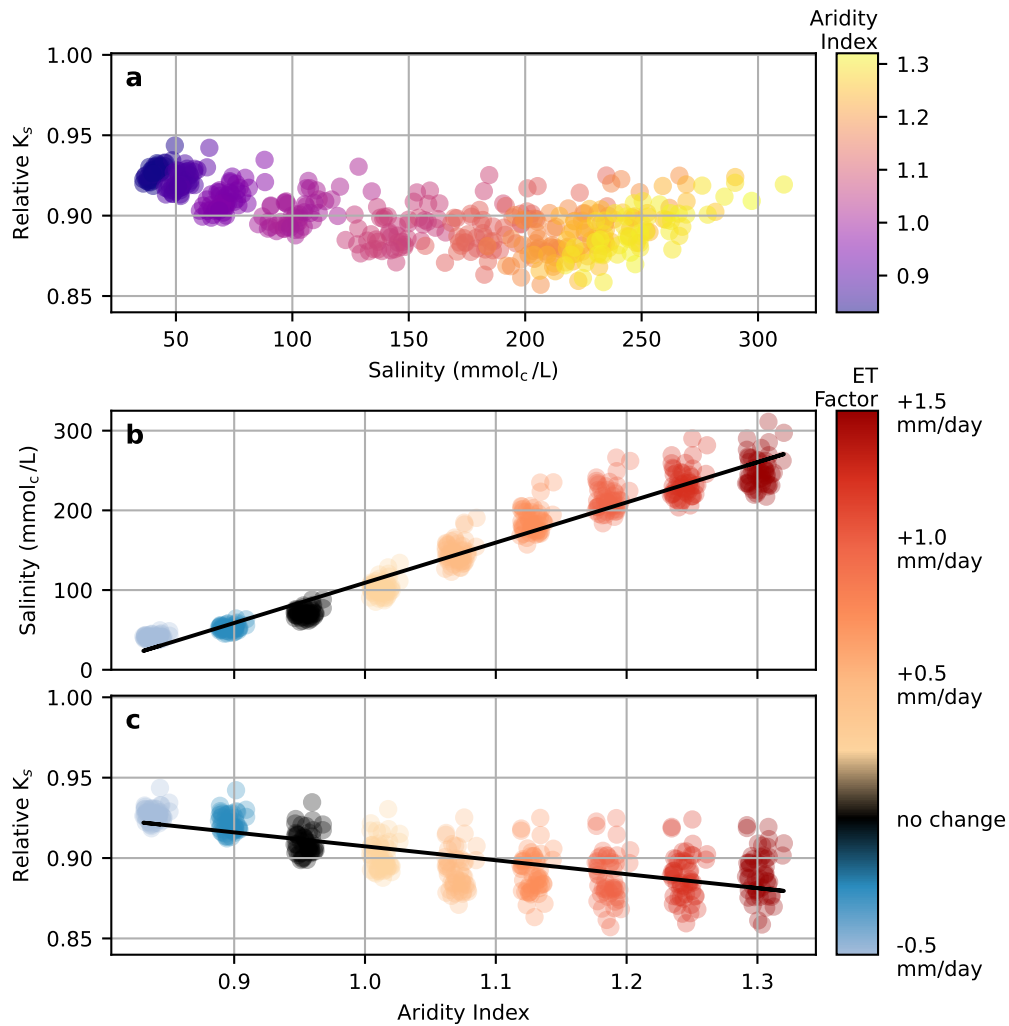 Aridity
Index
a
1.00
0.95
0.90
0.85
Relative Ks
50
100
150
200
250
300
Salinity (mmolc/L)
1.3
1.2
1.1
1.0
0.9
b
300
200
100
0
Salinity (mmolc/L)
ET
Factor
+1.5
mm/day
+1.0
mm/day
+0.5
mm/day
no change
-0.5
mm/day
c
1.00
0.95
0.90
0.85
Relative Ks
0.9
1.0
1.1
1.2
1.3
Aridity Index